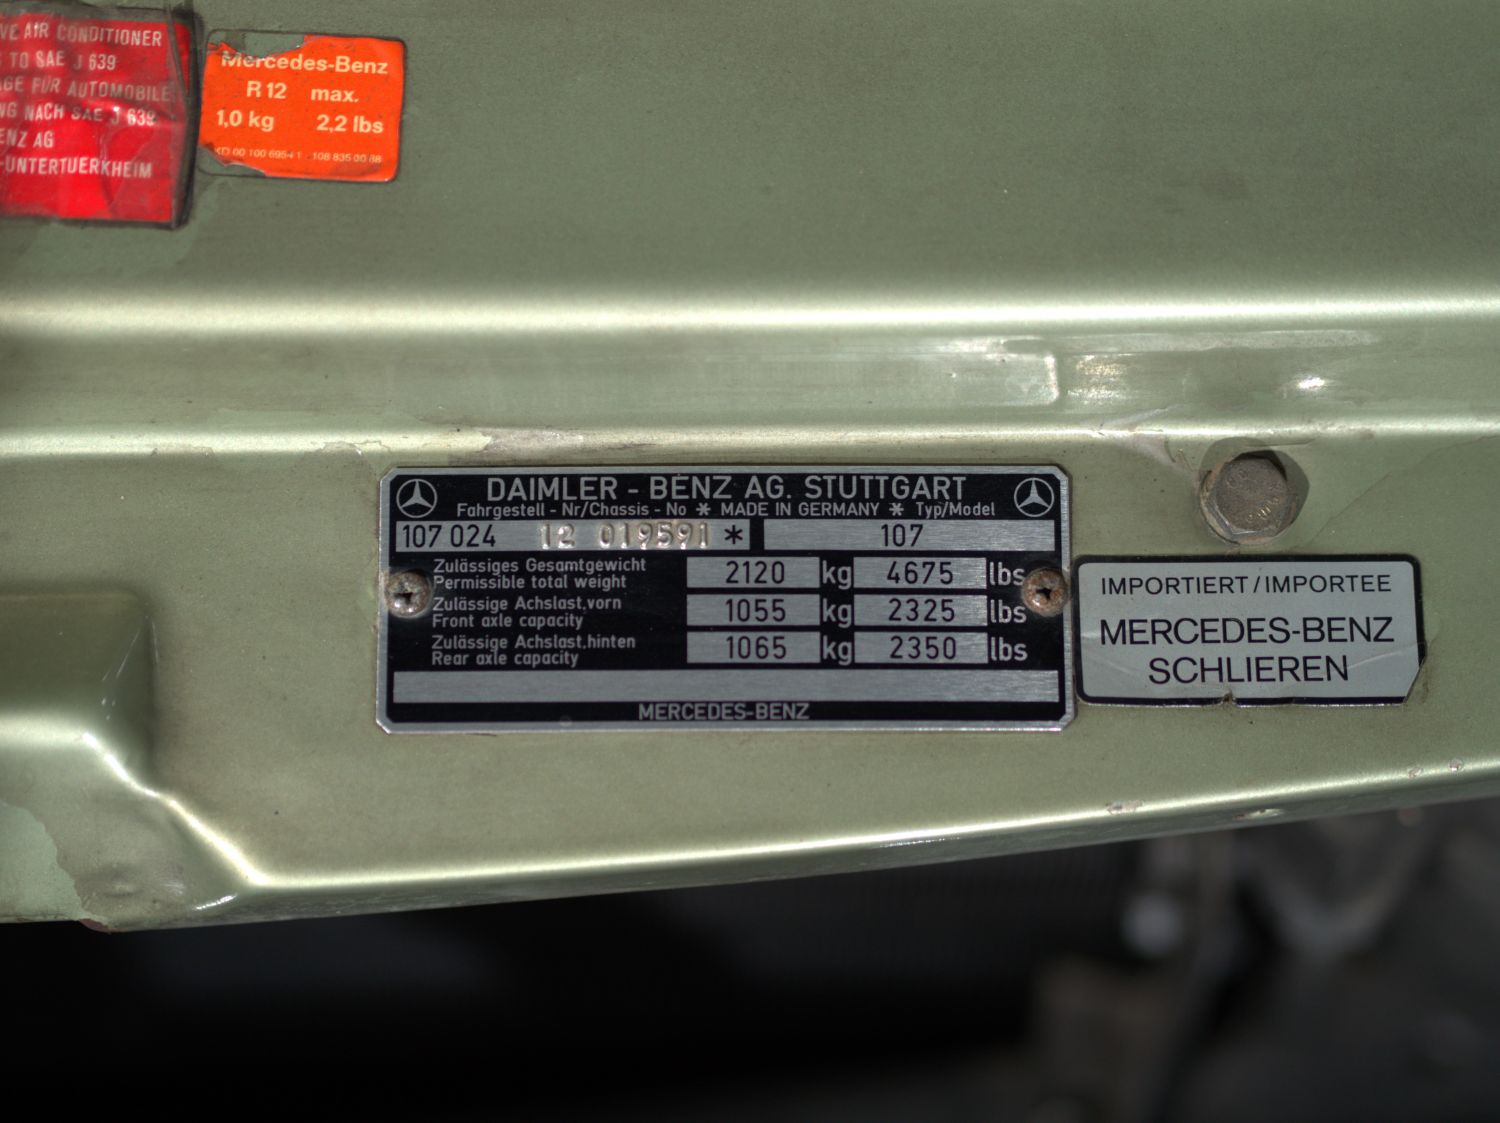 VE AIR CONDITIONER
TO SAE J 639
GE FÜR AUTOMOBILE
NG NACH SAE J 639
ENZ AG
-UNTERTUERKHEIM
Mercedes-Benz
R 12 max.
1,0 kg 2,2 lbs
DAIMLER - BENZ AG. STUTTGART
Fahrgestell - Nr/Chassis - No * MADE IN GERMANY * Typ/Model
107 024 12 019591 * 107
Zulässiges Gesamtgewicht
Permissible total weight
2120 kg 4675 lbs
Zulässige Achslast,vorn
Front axle capacity
1055 kg 2325 lbs
Zulässige Achslast,hinten
Rear axle capacity
1065 kg 2350 lbs
MERCEDES-BENZ
IMPORTIERT/IMPORTEE
MERCEDES-BENZ
SCHLIEREN